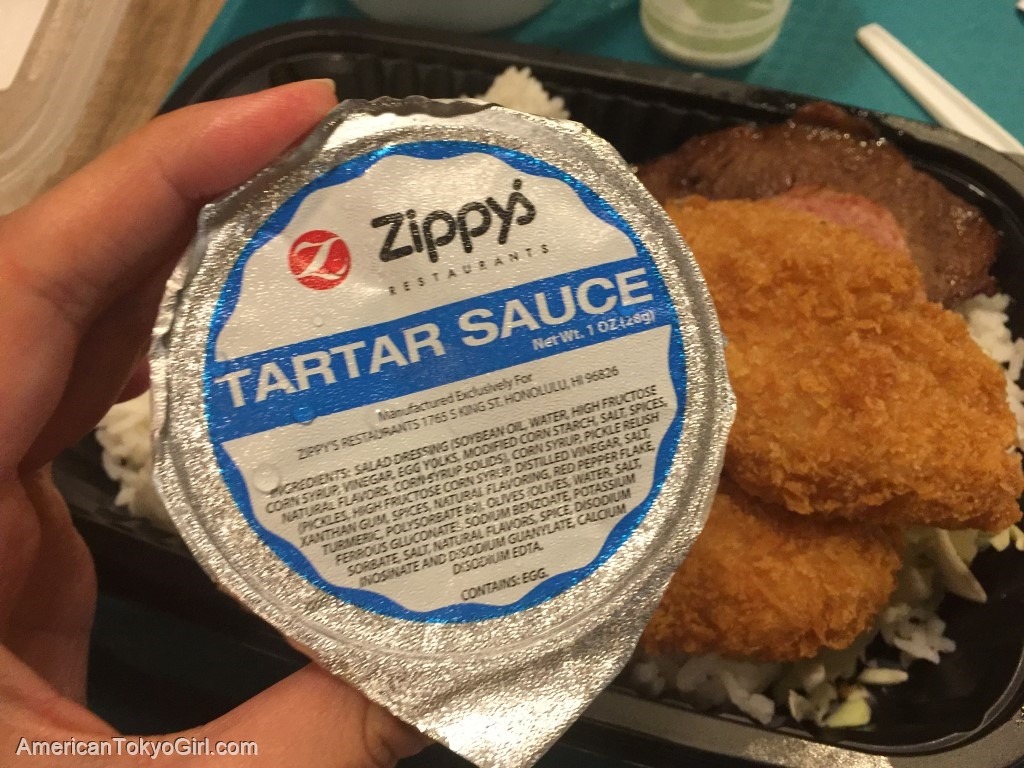 Z
Zippy's
RESTAURANTS
TARTAR SAUCE
Net Wt. 1 OZ (28g)
Manufactured Exclusively For
ZIPPY'S RESTAURANTS 1765 S KING ST. HONOLULU, HI 96826
INGREDIENTS: SALAD DRESSING (SOYBEAN OIL, WATER, HIGH FRUCTOSE
CORN SYRUP, VINEGAR, EGG YOLKS, MODIFIED CORN STARCH, SALT, SPICES,
NATURAL FLAVORS, CORN SYRUP SOLIDS), CORN SYRUP, PICKLE RELISH
(PICKLES, HIGH FRUCTOSE CORN SYRUP, DISTILLED VINEGAR, SALT,
XANTHAN GUM, SPICES, NATURAL FLAVORING, RED PEPPER FLAKE,
TURMERIC, POLYSORBATE 80), OLIVES (OLIVES, WATER, SALT,
FERROUS GLUCONATE), SODIUM BENZOATE, POTASSIUM
SORBATE, SALT, NATURAL FLAVORS, SPICE, DISODIUM
INOSINATE AND DISODIUM GUANYLATE, CALCIUM
DISODIUM EDTA.
CONTAINS: EGG.
AmericanTokyoGirl.com